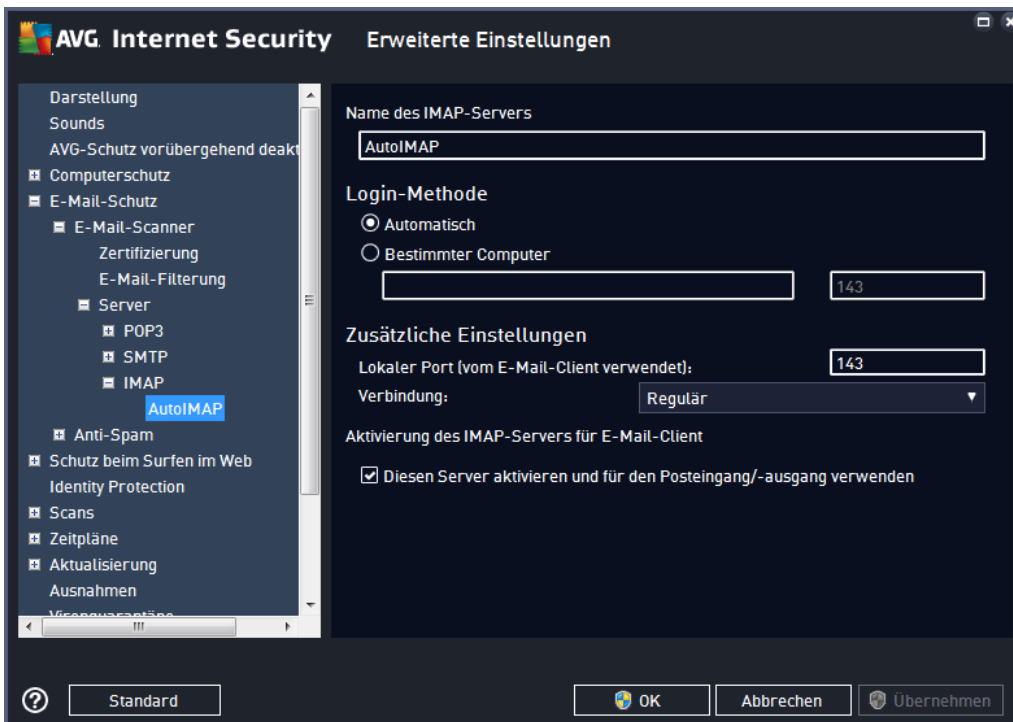 AVG Internet Security Erweiterte Einstellungen
Darstellung
Sounds
AVG-Schutz vorübergehend deakt
Computerschutz
E-Mail-Schutz
E-Mail-Scanner
Zertifizierung
E-Mail-Filterung
Server
POP3
SMTP
IMAP
AutoIMAP
Anti-Spam
Schutz beim Surfen im Web
Identity Protection
Scans
Zeitpläne
Aktualisierung
Ausnahmen
Virenquarantäne
Name des IMAP-Servers
AutoIMAP
Login-Methode
Automatisch
Bestimmter Computer
143
Zusätzliche Einstellungen
Lokaler Port (vom E-Mail-Client verwendet): 143
Verbindung: Regulär
Aktivierung des IMAP-Servers für E-Mail-Client
Diesen Server aktivieren und für den Posteingang/-ausgang verwenden
? Standard OK Abbrechen Übernehmen